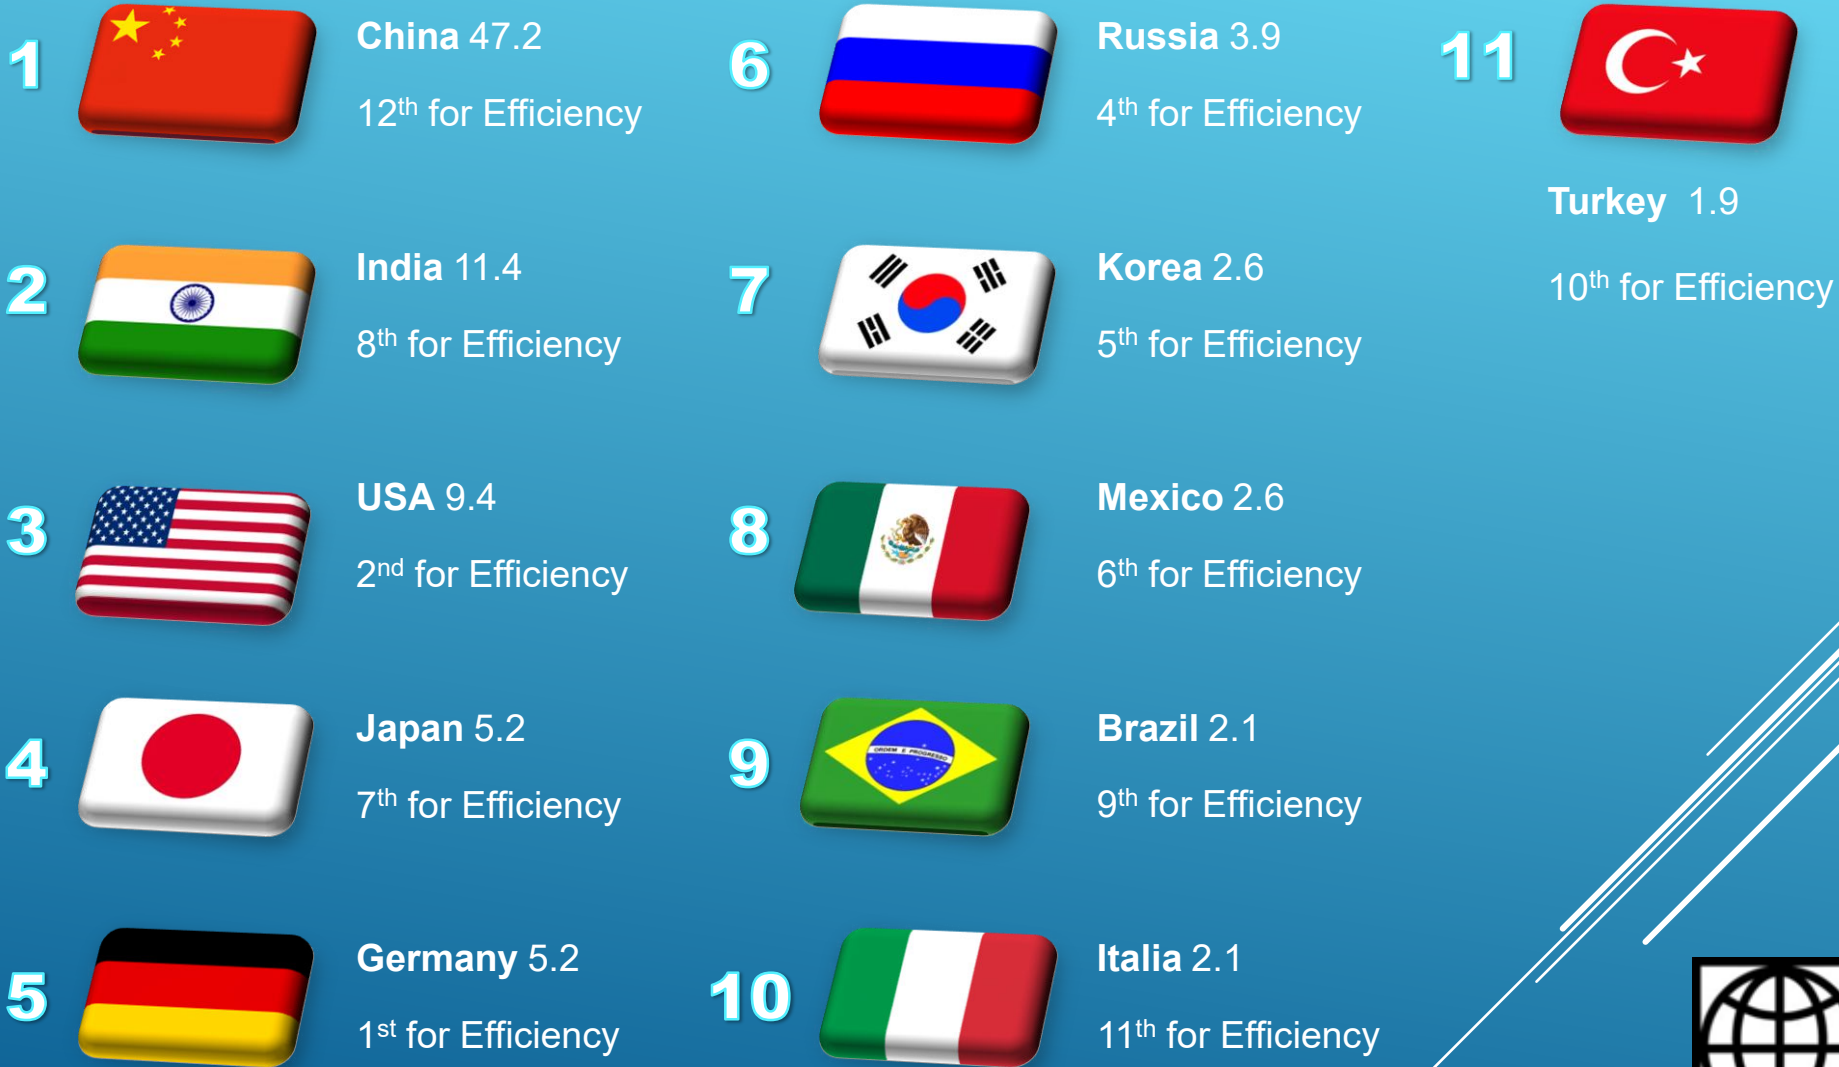 1
China 47.2
12th for Efficiency
2
India 11.4
8th for Efficiency
3
USA 9.4
2nd for Efficiency
4
Japan 5.2
7th for Efficiency
5
Germany 5.2
1st for Efficiency
6
Russia 3.9
4th for Efficiency
7
Korea 2.6
5th for Efficiency
8
Mexico 2.6
6th for Efficiency
9
ORDEM E PROGRESSO
Brazil 2.1
9th for Efficiency
10
Italia 2.1
11th for Efficiency
11
Turkey 1.9
10th for Efficiency